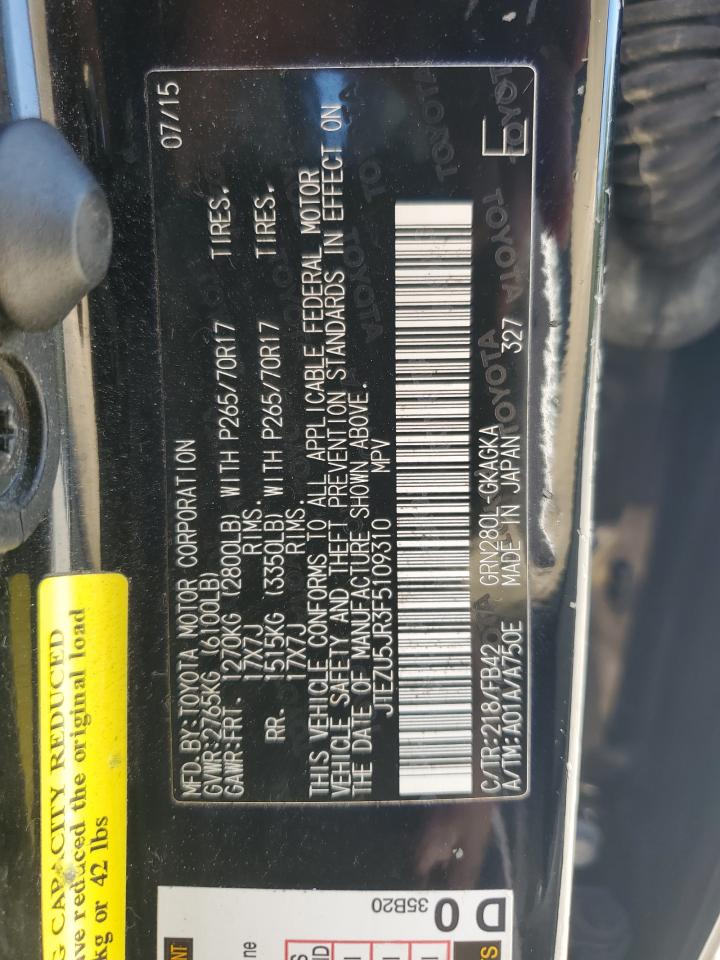 MFD.BY:TOYOTA MOTOR CORPORATION 07/15
GVWR:2765KG (6100LB)
GAWR:FRT. 1270KG (2800LB) WITH P265/70R17 TIRES.
17X7J RIMS.
RR. 1515KG (3350LB) WITH P265/70R17 TIRES.
17X7J RIMS.
THIS VEHICLE CONFORMS TO ALL APPLICABLE FEDERAL MOTOR
VEHICLE SAFETY AND THEFT PREVENTION STANDARDS IN EFFECT ON
THE DATE OF MANUFACTURE SHOWN ABOVE.
JTEZU5JR3F5109310 MPV
C/TR:218/FB42 GRN280L-GKAGKA
A/TM:A01A/A750E MADE IN JAPAN 327
E
TOYOTA
G CAPACITY REDUCED
ave reduced the original load
kg or 42 lbs
35B20
D 0